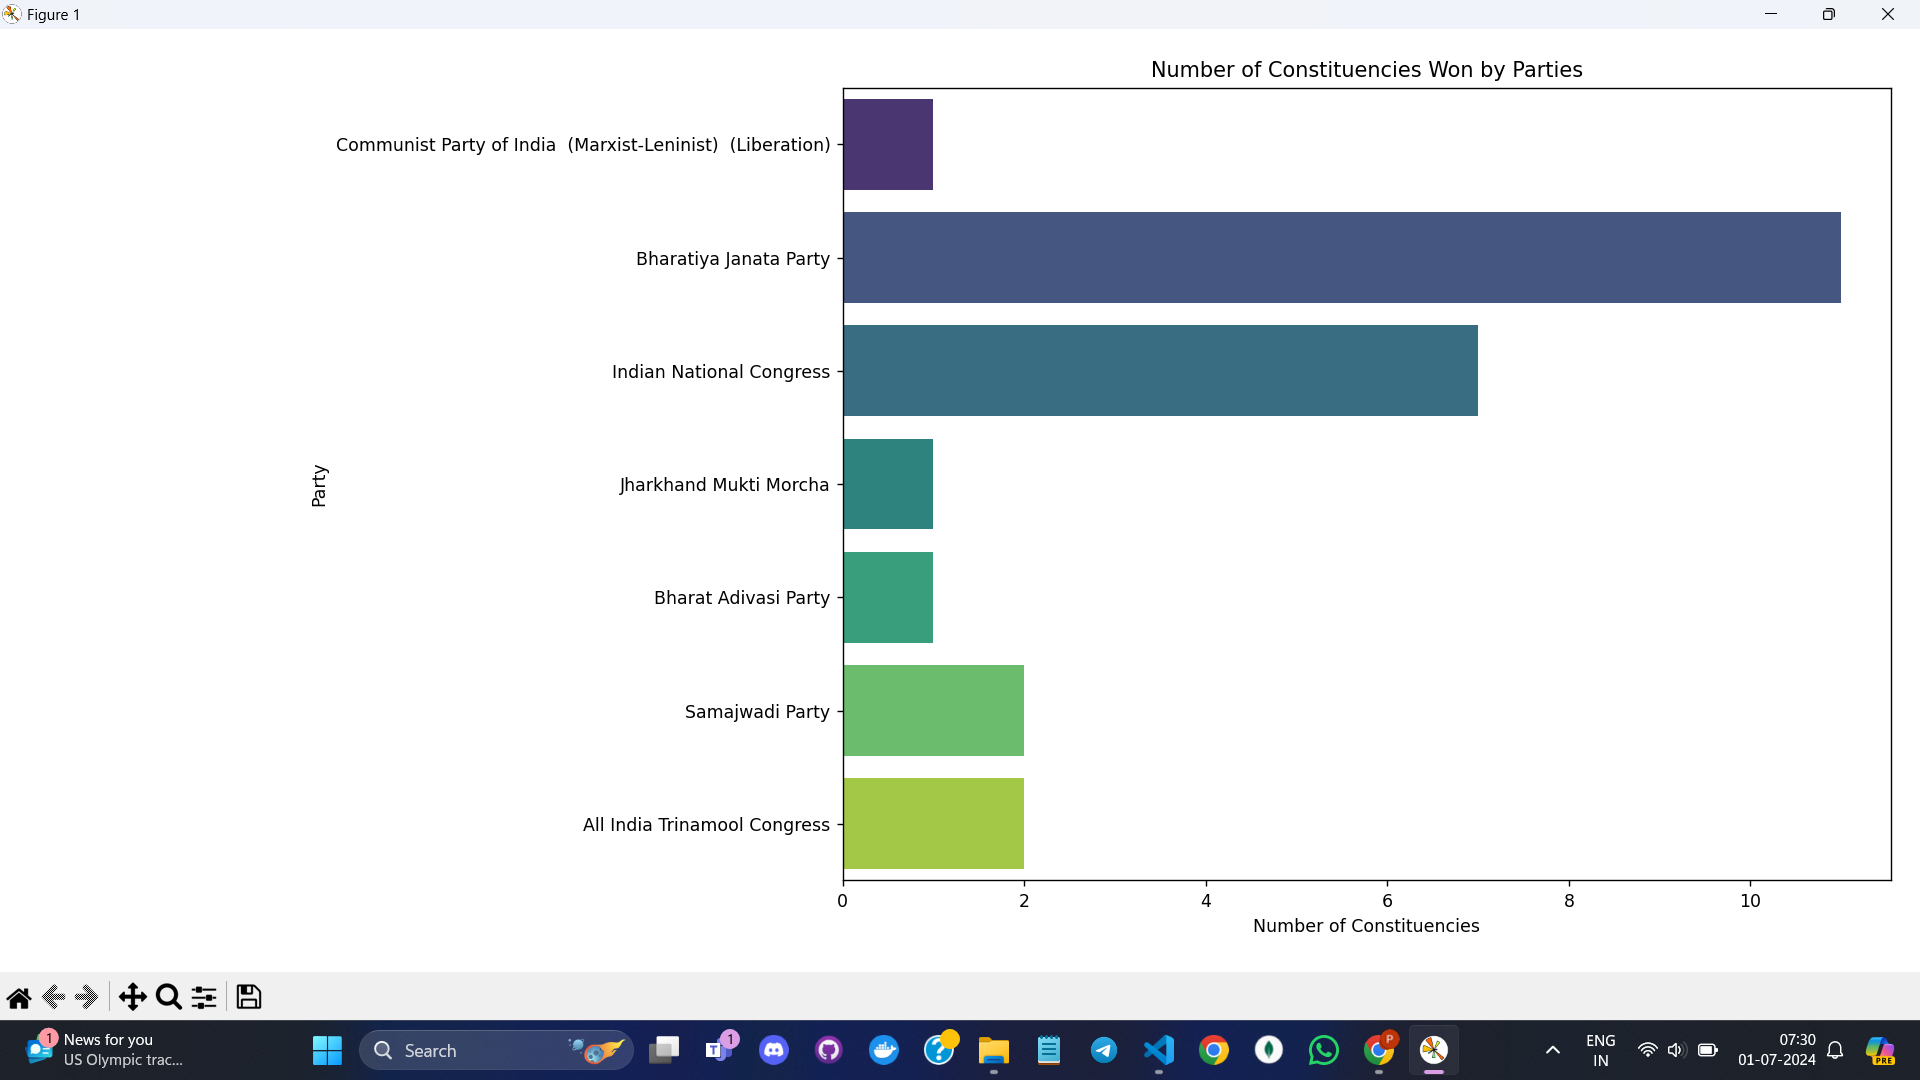 Figure 1
Number of Constituencies Won by Parties
Communist Party of India  (Marxist-Leninist)  (Liberation)
Bharatiya Janata Party
Indian National Congress
Jharkhand Mukti Morcha
Party
Bharat Adivasi Party
Samajwadi Party
All India Trinamool Congress
0 2 4 6 8 10
Number of Constituencies
1
News for you
US Olympic trac...
Search
1
T
?
P
ENG
IN
07:30
01-07-2024
PRE